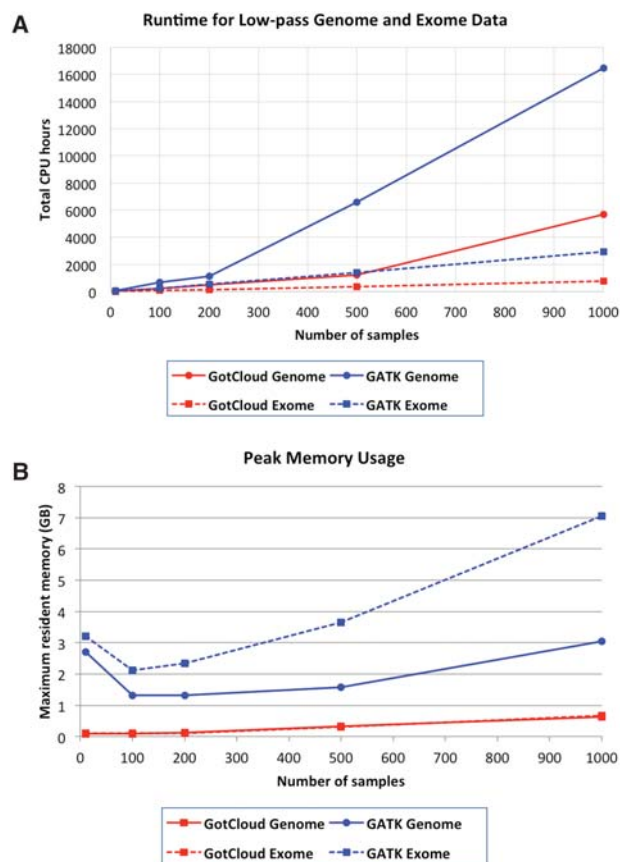 A
Runtime for Low-pass Genome and Exome Data
18000
16000
14000
12000
10000
8000
6000
4000
2000
0
Total CPU hours
0 100 200 300 400 500 600 700 800 900 1000
Number of samples
GotCloud Genome GATK Genome
GotCloud Exome GATK Exome
B
Peak Memory Usage
8
7
6
5
4
3
2
1
0
Maximum resident memory (GB)
0 100 200 300 400 500 600 700 800 900 1000
Number of samples
GotCloud Genome GATK Genome
GotCloud Exome GATK Exome